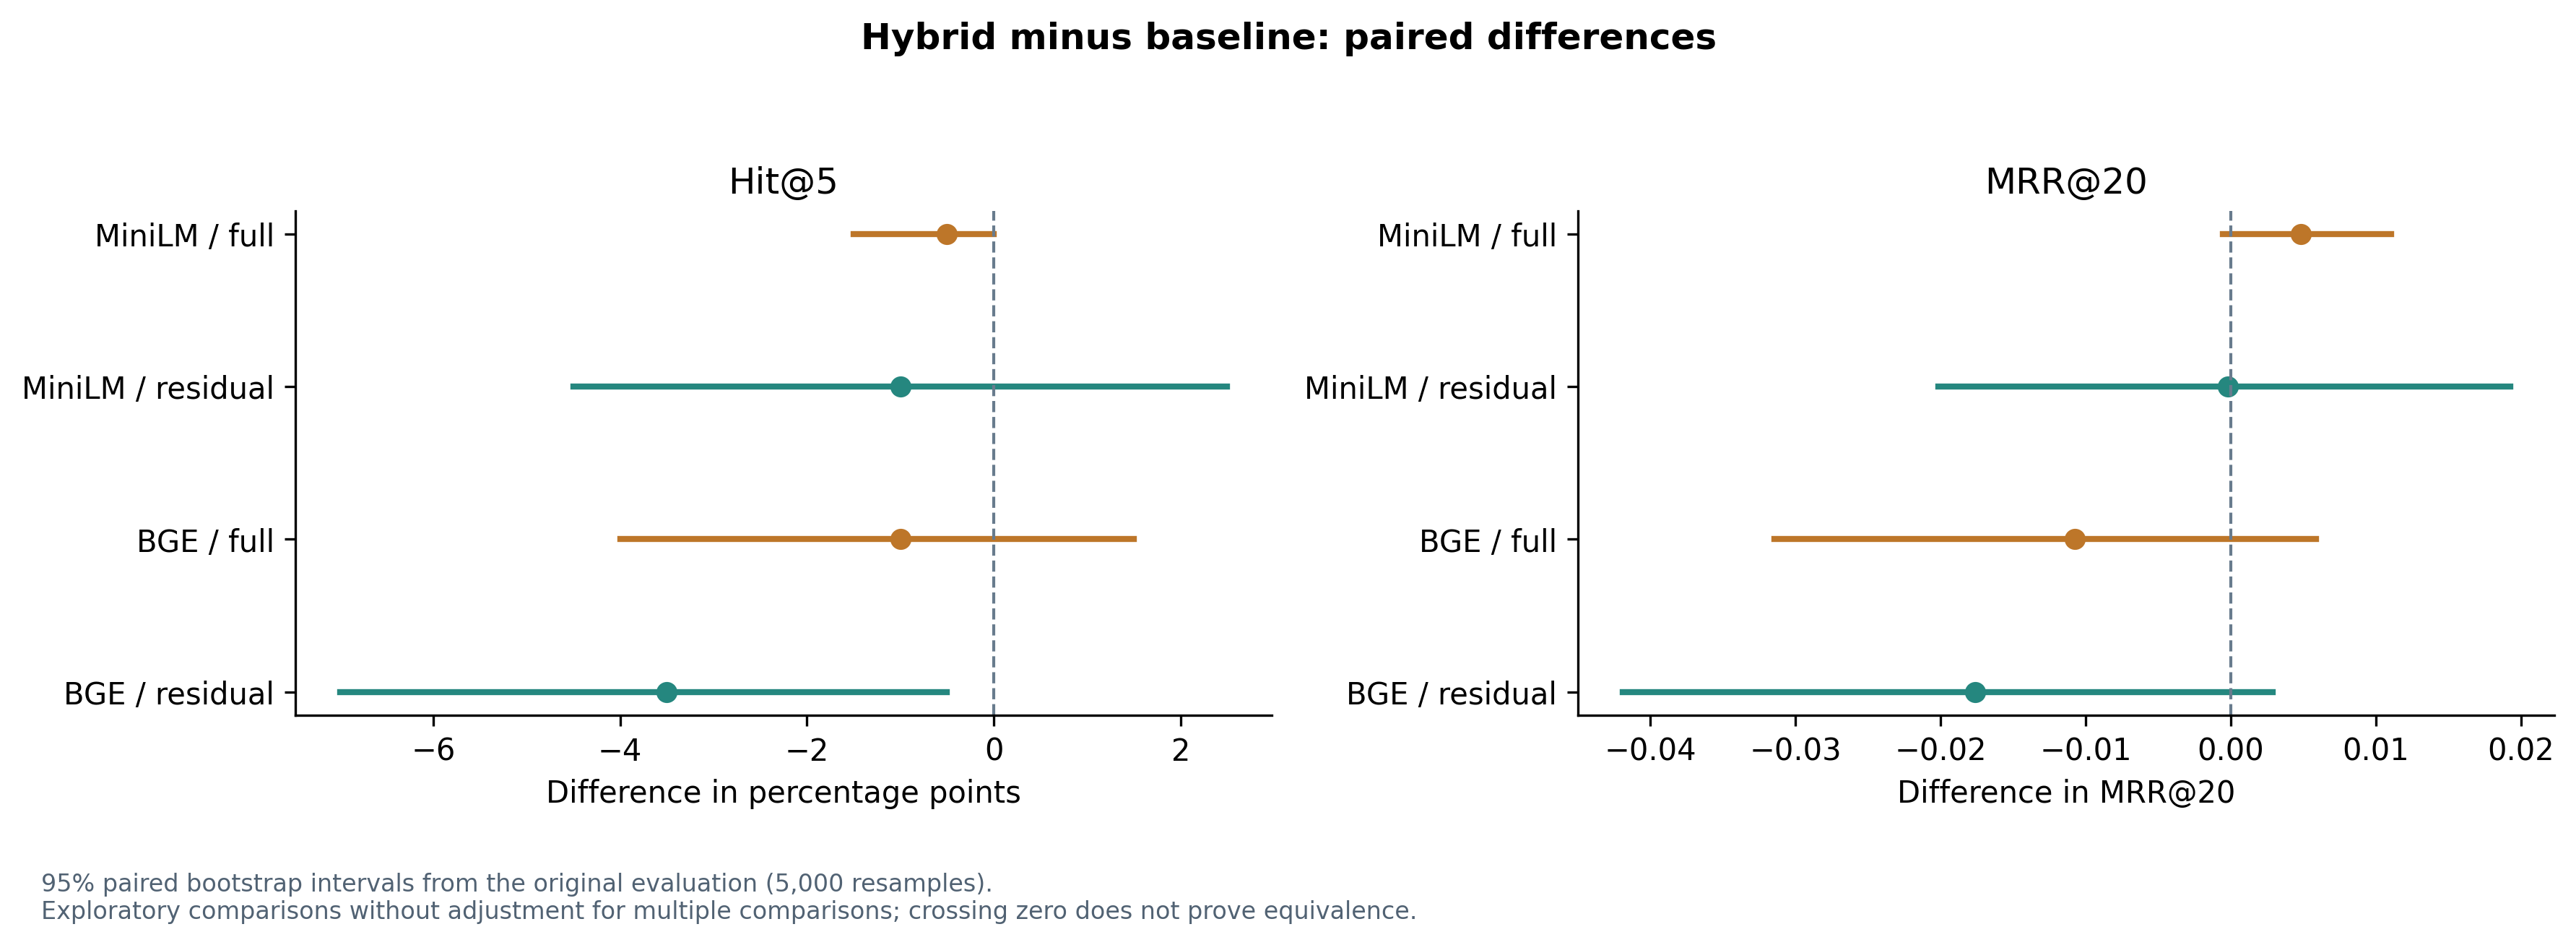 Hybrid minus baseline: paired differences
Hit@5
MiniLM / full
MiniLM / residual
BGE / full
BGE / residual
−6 −4 −2 0 2
Difference in percentage points
MRR@20
MiniLM / full
MiniLM / residual
BGE / full
BGE / residual
−0.04 −0.03 −0.02 −0.01 0.00 0.01 0.02
Difference in MRR@20
95% paired bootstrap intervals from the original evaluation (5,000 resamples).
Exploratory comparisons without adjustment for multiple comparisons; crossing zero does not prove equivalence.